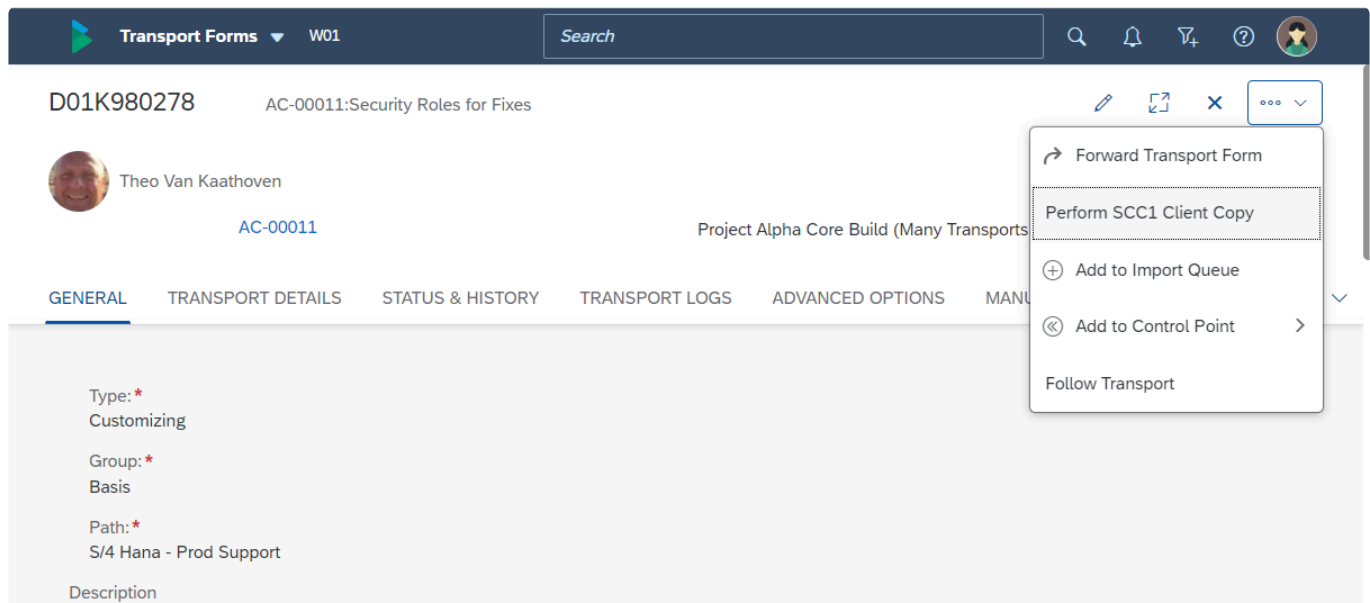 Transport Forms W01 Search
D01K980278 AC-00011:Security Roles for Fixes
Forward Transport Form
Theo Van Kaathoven
Perform SCC1 Client Copy
AC-00011 Project Alpha Core Build (Many Transports
Add to Import Queue
GENERAL TRANSPORT DETAILS STATUS & HISTORY TRANSPORT LOGS ADVANCED OPTIONS MANU
Add to Control Point
Follow Transport
Type:*
Customizing
Group:*
Basis
Path:*
S/4 Hana - Prod Support
Description